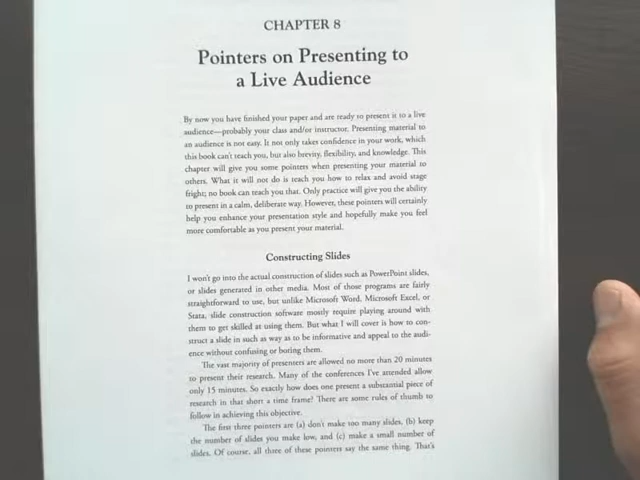 CHAPTER 8
Pointers on Presenting to
a Live Audience
By now you have finished your paper and are ready to present it to a live
audience—probably your class and/or instructor. Presenting material to
an audience is not easy. It not only takes confidence in your work, which
this book can't teach you, but also brevity, flexibility, and knowledge. This
chapter will give you some pointers when presenting your material to
others. What it will not do is teach you how to relax and avoid stage
fright; no book can teach you that. Only practice will give you the ability
to present in a calm, deliberate way. However, these pointers will certainly
help you enhance your presentation style and hopefully make you feel
more comfortable as you present your material.
Constructing Slides
I won't go into the actual construction of slides such as PowerPoint slides,
or slides generated in other media. Most of those programs are fairly
straightforward to use, but unlike Microsoft Word, Microsoft Excel, or
Stata, slide construction software mostly require playing around with
them to get skilled at using them. But what I will cover is how to con-
struct a slide in such as way as to be informative and appeal to the audi-
ence without confusing or boring them.
The vast majority of presenters are allowed no more than 20 minutes
to present their research. Many of the conferences I've attended allow
only 15 minutes. So exactly how does one present a substantial piece of
research in that short a time frame? There are some rules of thumb to
follow in achieving this objective.
The first three pointers are (a) don't make too many slides, (b) keep
the number of slides you make low, and (c) make a small number of
slides. Of course, all three of these pointers say the same thing. That's